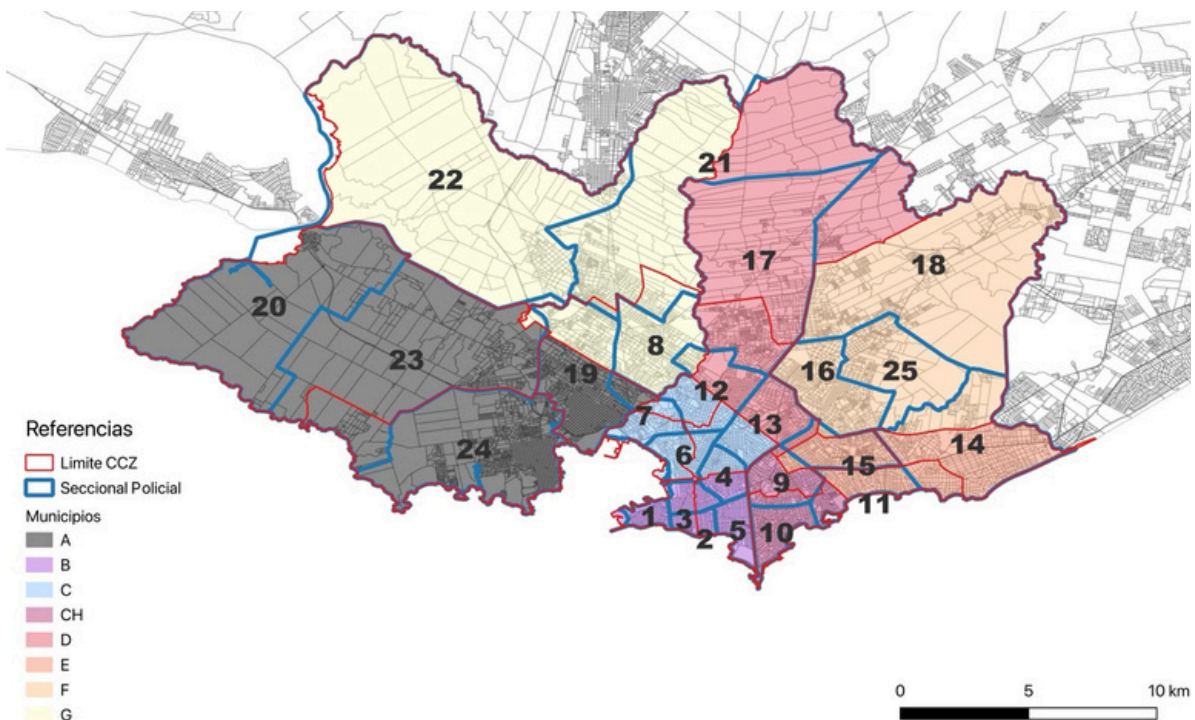 22
21
17
18
20
23
8
16
25
19
12
7
13
14
6
15
24
4
9
11
1
3
5
10
2
Referencias
Limite CCZ
Seccional Policial
Municipios
A
B
C
CH
D
E
F
G
0 5 10 km